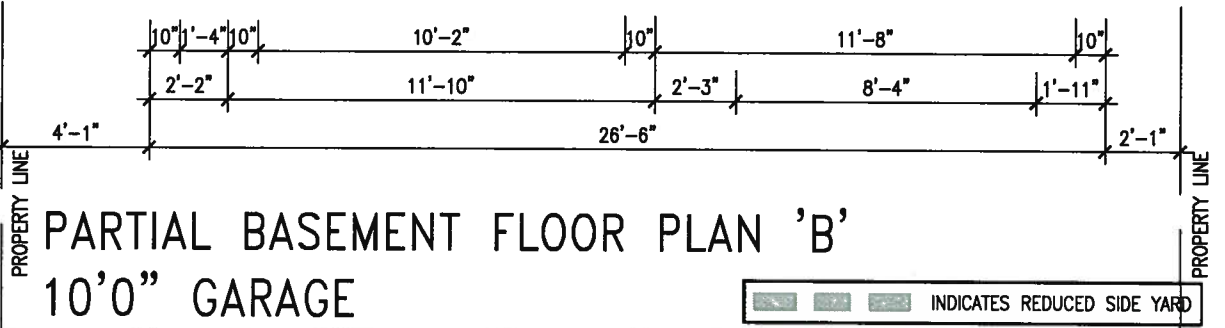 10" 1'-4" 10" 10'-2" 10" 11'-8" 10"
2'-2" 11'-10" 2'-3" 8'-4" 1'-11"
4'-1" 26'-6" 2'-1"
PROPERTY LINE
PROPERTY LINE
PARTIAL BASEMENT FLOOR PLAN 'B'
10'0" GARAGE
INDICATES REDUCED SIDE YARD